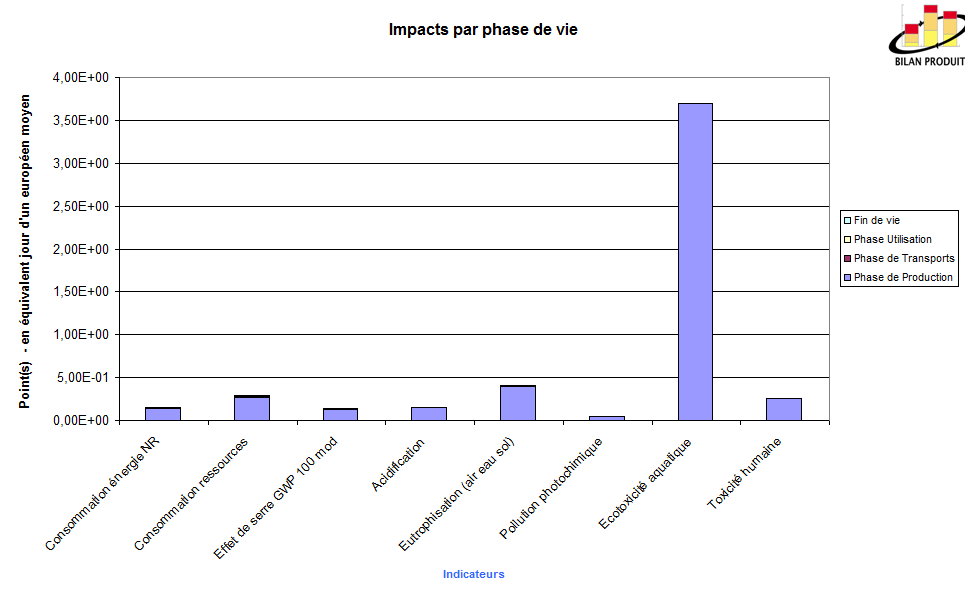 Impacts par phase de vie
BILAN PRODUIT
Point(s) - en équivalent jour d'un européen moyen
4,00E+00
3,50E+00
3,00E+00
2,50E+00
2,00E+00
1,50E+00
1,00E+00
5,00E-01
0,00E+00
Consommation énergie NR
Consommation ressources
Effet de serre GWP 100 mod
Acidification
Eutrophisation (air eau sol)
Pollution photochimique
Ecotoxicité aquatique
Toxicité humaine
Indicateurs
Fin de vie
Phase Utilisation
Phase de Transports
Phase de Production